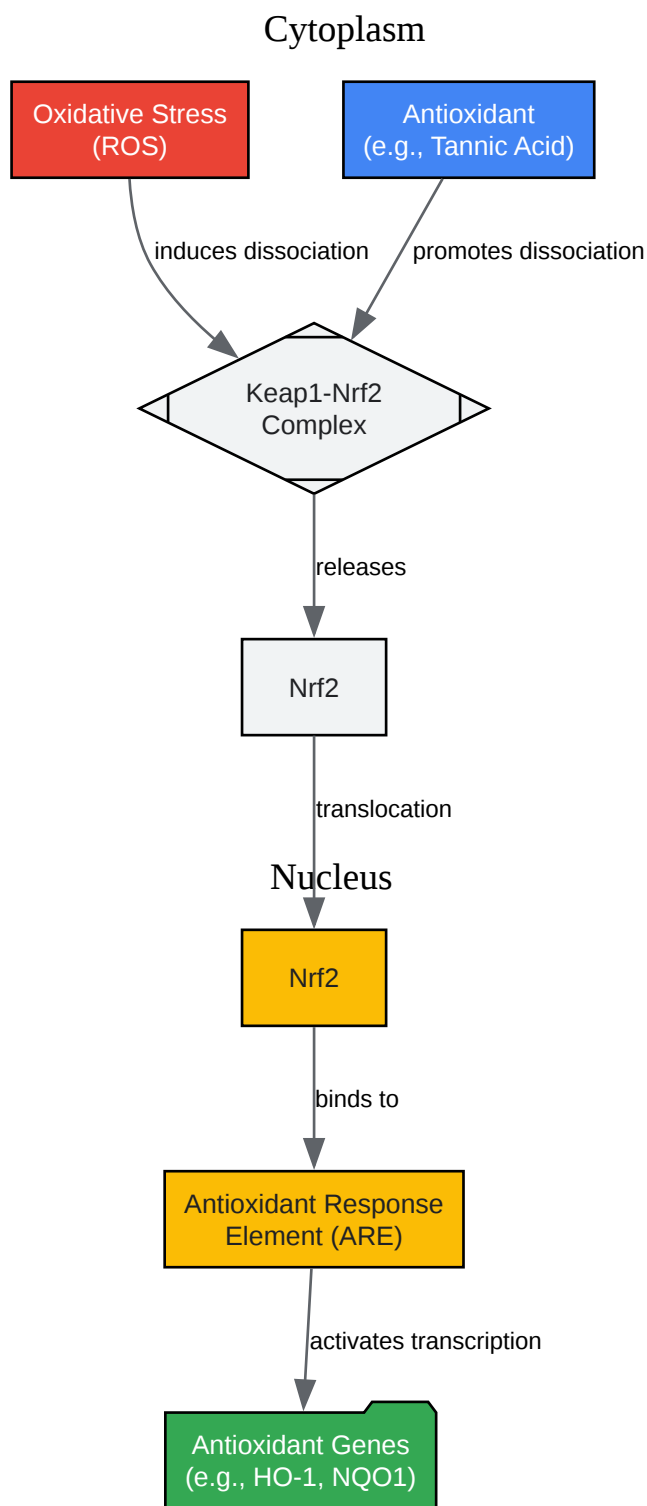 Cytoplasm
Oxidative Stress
(ROS)
Antioxidant
(e.g., Tannic Acid)
induces dissociation
promotes dissociation
Keap1-Nrf2
Complex
releases
Nrf2
translocation
Nucleus
Nrf2
binds to
Antioxidant Response
Element (ARE)
activates transcription
Antioxidant Genes
(e.g., HO-1, NQO1)